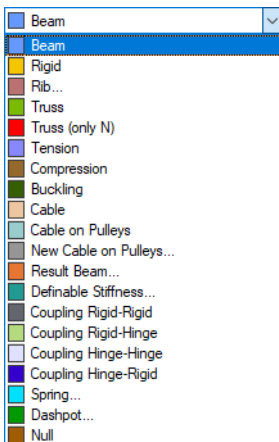 Beam
Beam
Rigid
Rib...
Truss
Truss (only N)
Tension
Compression
Buckling
Cable
Cable on Pulleys
New Cable on Pulleys...
Result Beam...
Definable Stiffness...
Coupling Rigid-Rigid
Coupling Rigid-Hinge
Coupling Hinge-Hinge
Coupling Hinge-Rigid
Spring...
Dashpot...
Null